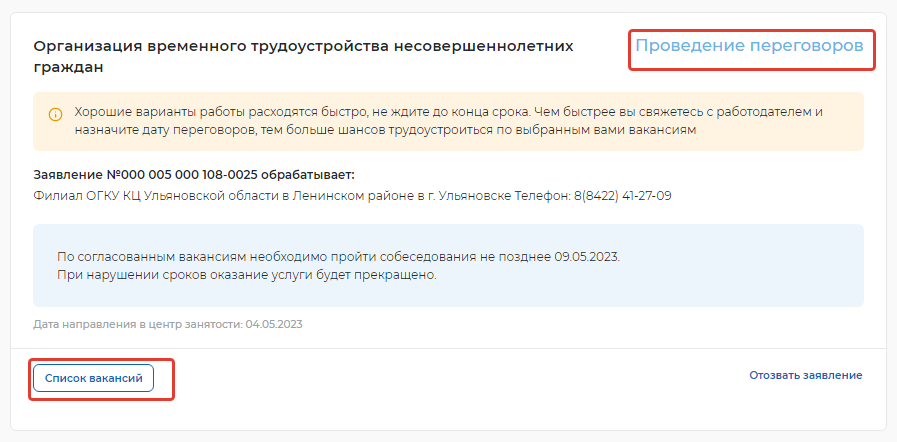 Организация временного трудоустройства несовершеннолетних
граждан
Проведение переговоров
Хорошие варианты работы расходятся быстро, не ждите до конца срока. Чем быстрее вы свяжетесь с работодателем и
назначите дату переговоров, тем больше шансов трудоустроиться по выбранным вами вакансиям
Заявление №000 005 000 108-0025 обрабатывает:
Филиал ОГКУ КЦ Ульяновской области в Ленинском районе в г. Ульяновске Телефон: 8(8422) 41-27-09
По согласованным вакансиям необходимо пройти собеседования не позднее 09.05.2023.
При нарушении сроков оказание услуги будет прекращено.
Дата направления в центр занятости: 04.05.2023
Список вакансий
Отозвать заявление